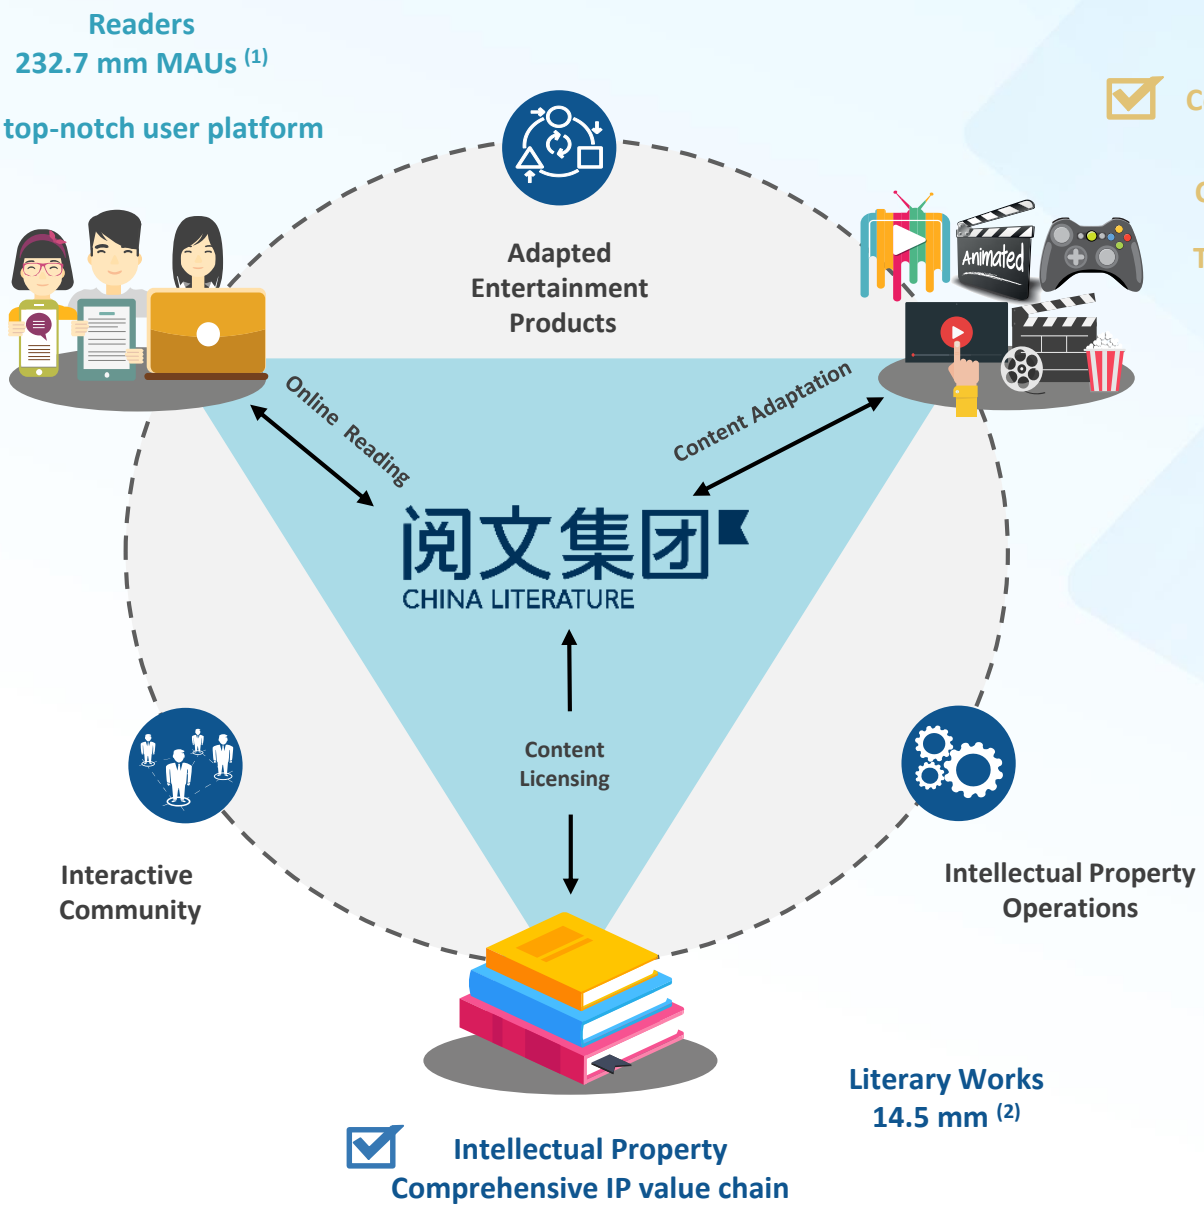 Readers
232.7 mm MAUs (1)
top-notch user platform
C
T
Adapted
Entertainment
Products
Animated
Online Reading
Content Adaptation
阅文集团
CHINA LITERATURE
Content
Licensing
Interactive
Community
Intellectual Property
Operations
Literary Works
14.5 mm (2)
Intellectual Property
Comprehensive IP value chain